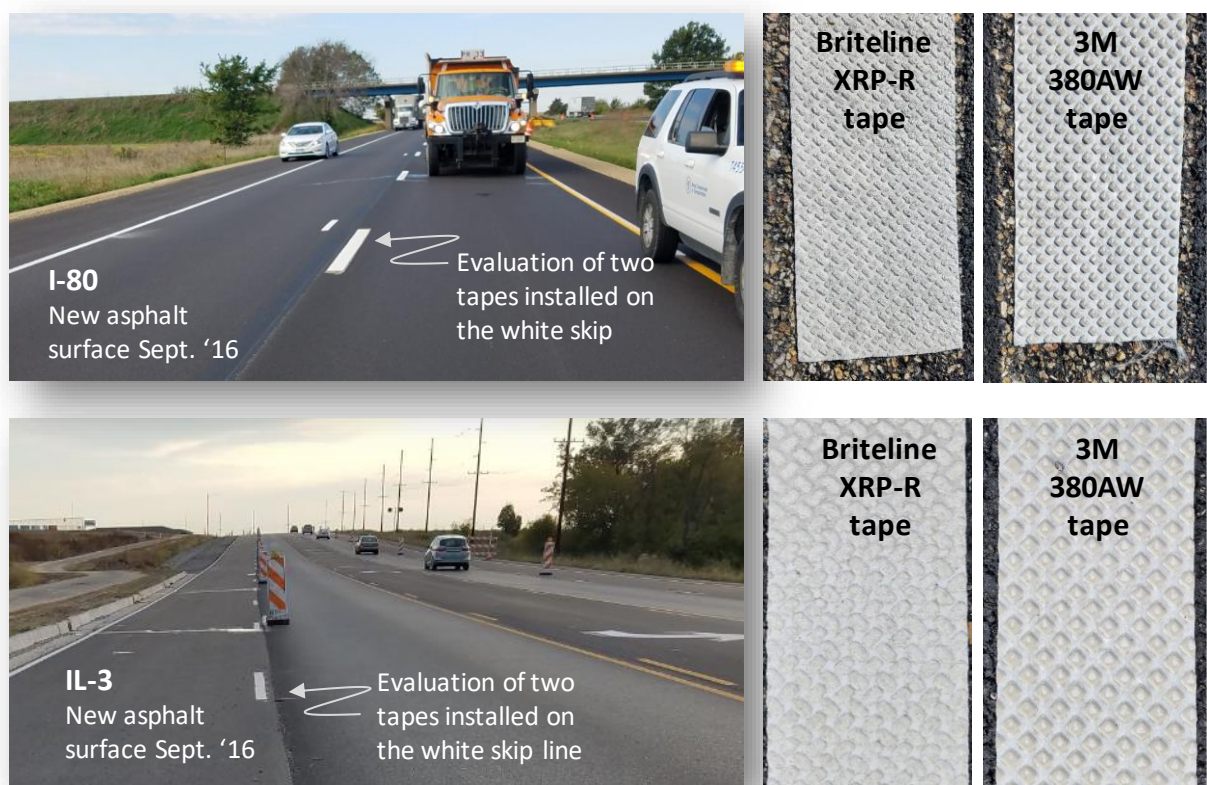 I-80
New asphalt
surface Sept. ‘16
Evaluation of two
tapes installed on
the white skip
Briteline
XRP-R
tape
3M
380AW
tape
IL-3
New asphalt
surface Sept. ‘16
Evaluation of two
tapes installed on
the white skip line
Briteline
XRP-R
tape
3M
380AW
tape